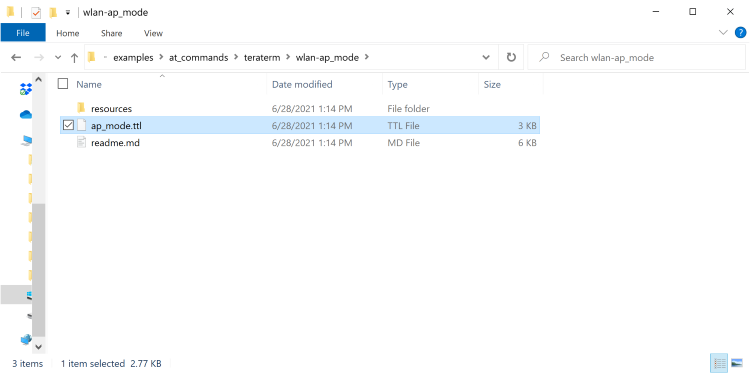 wlan-ap_mode
File Home Share View
examples at_commands teraterm wlan-ap_mode Search wlan-ap_mode
Name Date modified Type Size
resources 6/28/2021 1:14 PM File folder
ap_mode.ttl 6/28/2021 1:14 PM TTL File 3 KB
readme.md 6/28/2021 1:14 PM MD File 6 KB
3 items 1 item selected 2.77 KB